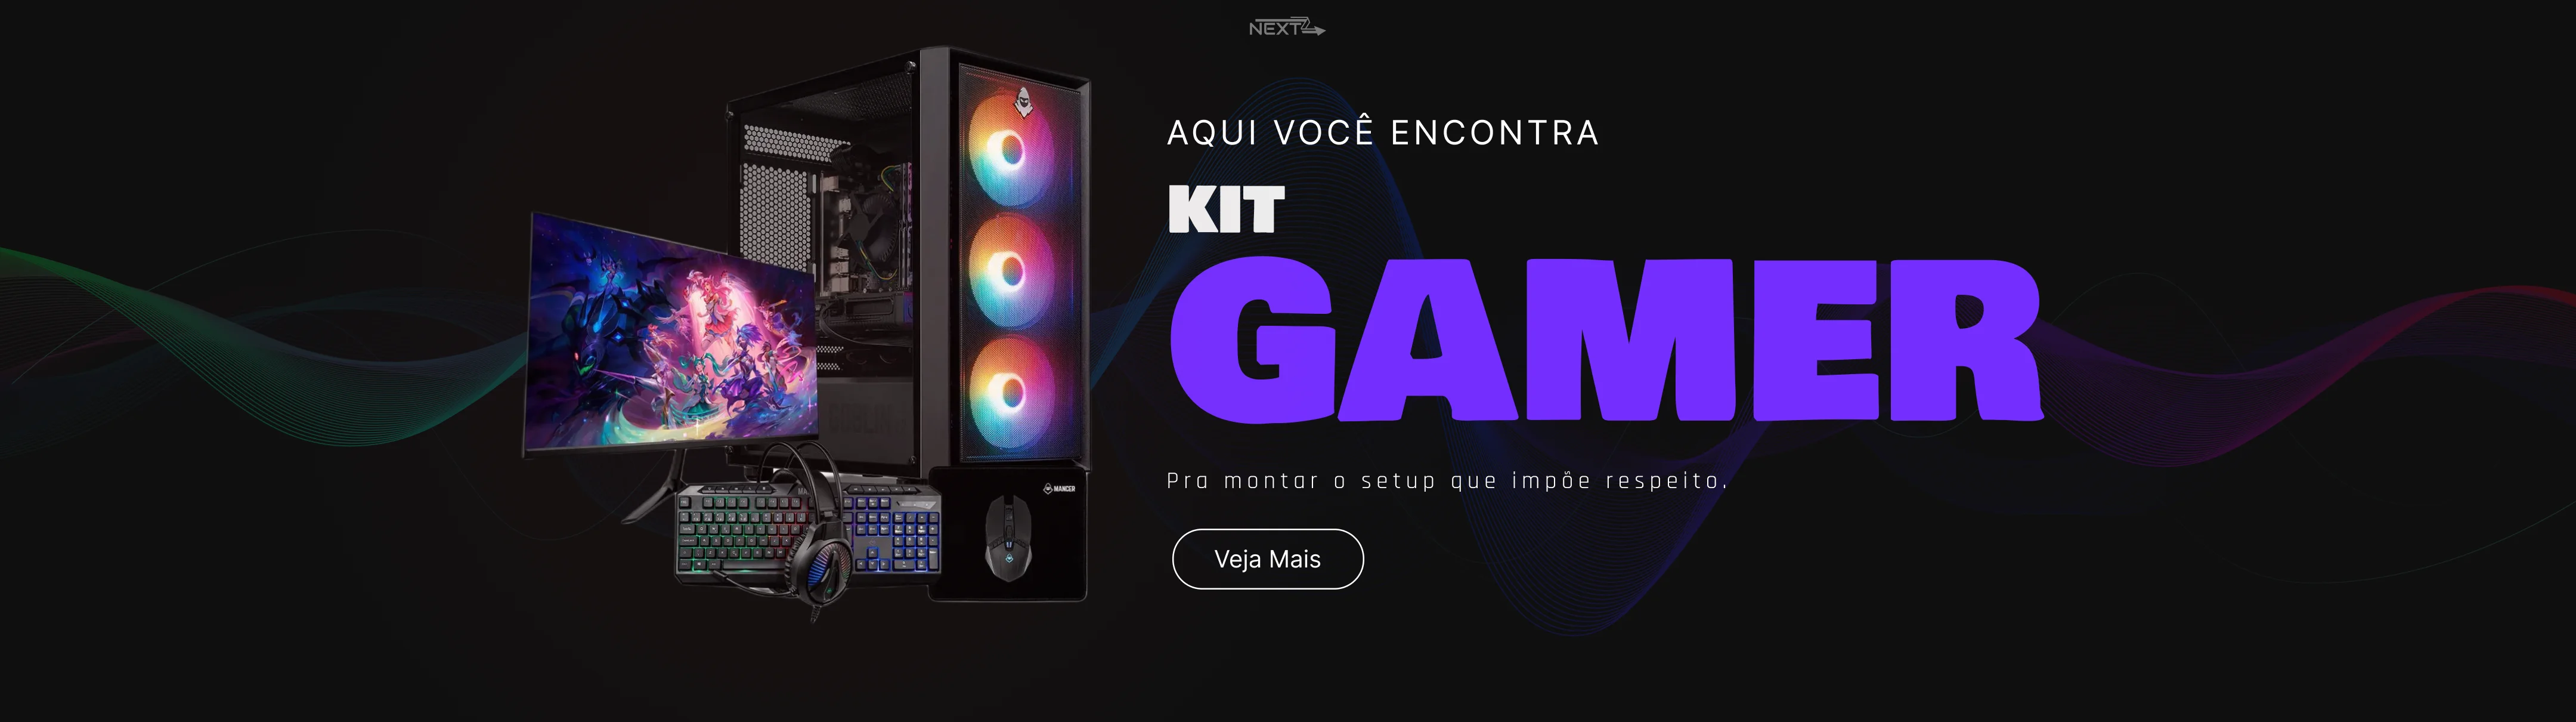 NEXT
AQUI VOCÊ ENCONTRA
KIT
GAMER
MANCER
Pra montar o setup que impõe respeito.
Veja Mais